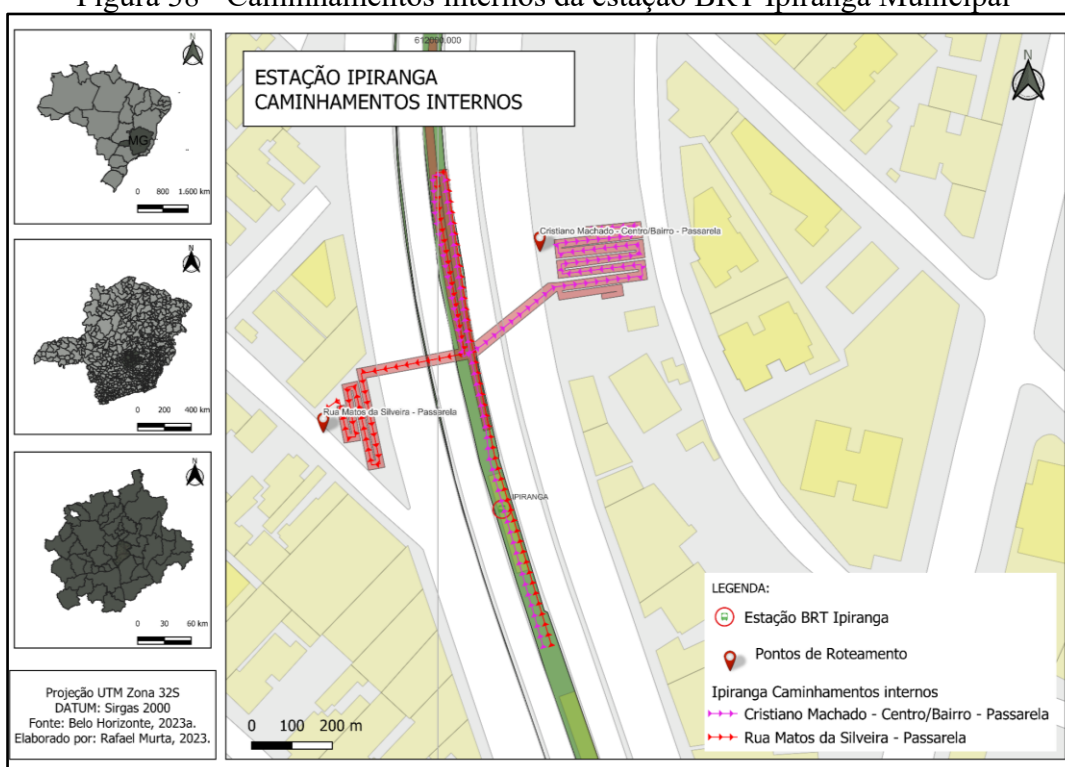 Figura 38 - Caminhamentos internos da estação BRT Ipiranga Municipal
N
MG
0 800 1.600 km
N
0 200 400 km
N
0 30 60 km
Projeção UTM Zona 32S
DATUM: Sirgas 2000
Fonte: Belo Horizonte, 2023a.
Elaborado por: Rafael Murta, 2023.
612000.000
ESTAÇÃO IPIRANGA
CAMINHAMENTOS INTERNOS
N
Cristiano Machado - Centro/Bairro - Passarela
Rua Matos da Silveira - Passarela
IPIRANGA
0 100 200 m
LEGENDA:
Estação BRT Ipiranga
Pontos de Roteamento
Ipiranga Caminhamentos internos
Cristiano Machado - Centro/Bairro - Passarela
Rua Matos da Silveira - Passarela